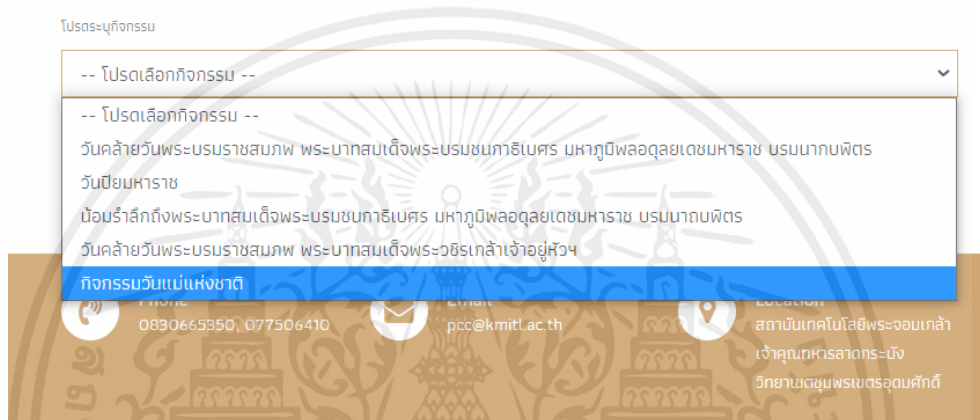 โปรดระบุกิจกรรม
-- โปรดเลือกกิจกรรม --
-- โปรดเลือกกิจกรรม --
วันคล้ายวันพระบรมราชสมภพ พระบาทสมเด็จพระบรมชนกาธิเบศร มหาภูมิพลอดุลยเดชมหาราช บรมนาถบพิตร
วันปิยมหาราช
น้อมรำลึกถึงพระบาทสมเด็จพระบรมชนกาธิเบศร มหาภูมิพลอดุลยเดชมหาราช บรมนาถบพิตร
วันคล้ายวันพระบรมราชสมภพ พระบาทสมเด็จพระวชิรเกล้าเจ้าอยู่หัวฯ
กิจกรรมวันแม่แห่งชาติ
Phone
Email
Location
0830665350, 077506410
pcc@kmitl.ac.th
สถาบันเทคโนโลยีพระจอมเกล้า
เจ้าคุณทหารลาดกระบัง
วิทยาเขตชุมพรเขตรอุดมศักดิ์